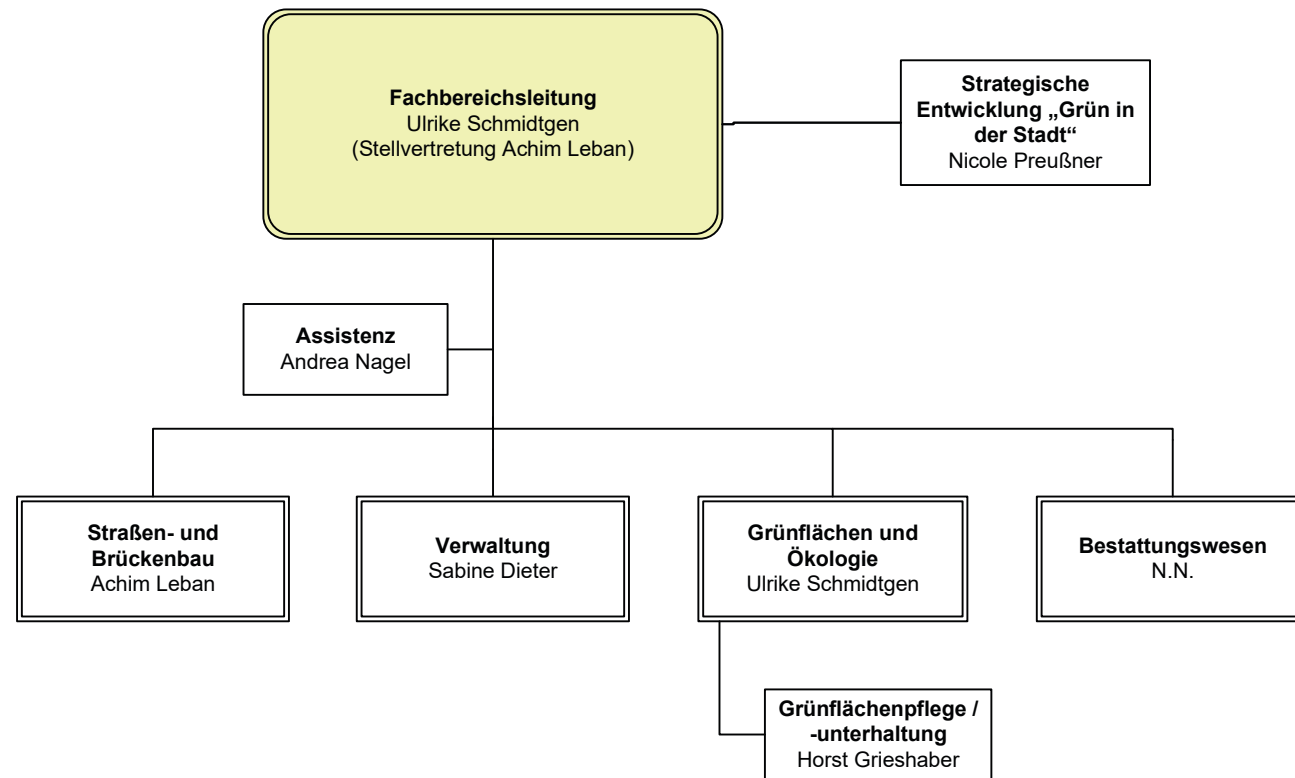 Fachbereichsleitung
Ulrike Schmidtgen
(Stellvertretung Achim Leban)
Strategische
Entwicklung „Grün in
der Stadt“
Nicole Preußner
Assistenz
Andrea Nagel
Straßen- und
Brückenbau
Achim Leban
Verwaltung
Sabine Dieter
Grünflächen und
Ökologie
Ulrike Schmidtgen
Bestattungswesen
N.N.
Grünflächenpflege /
-unterhaltung
Horst Grieshaber